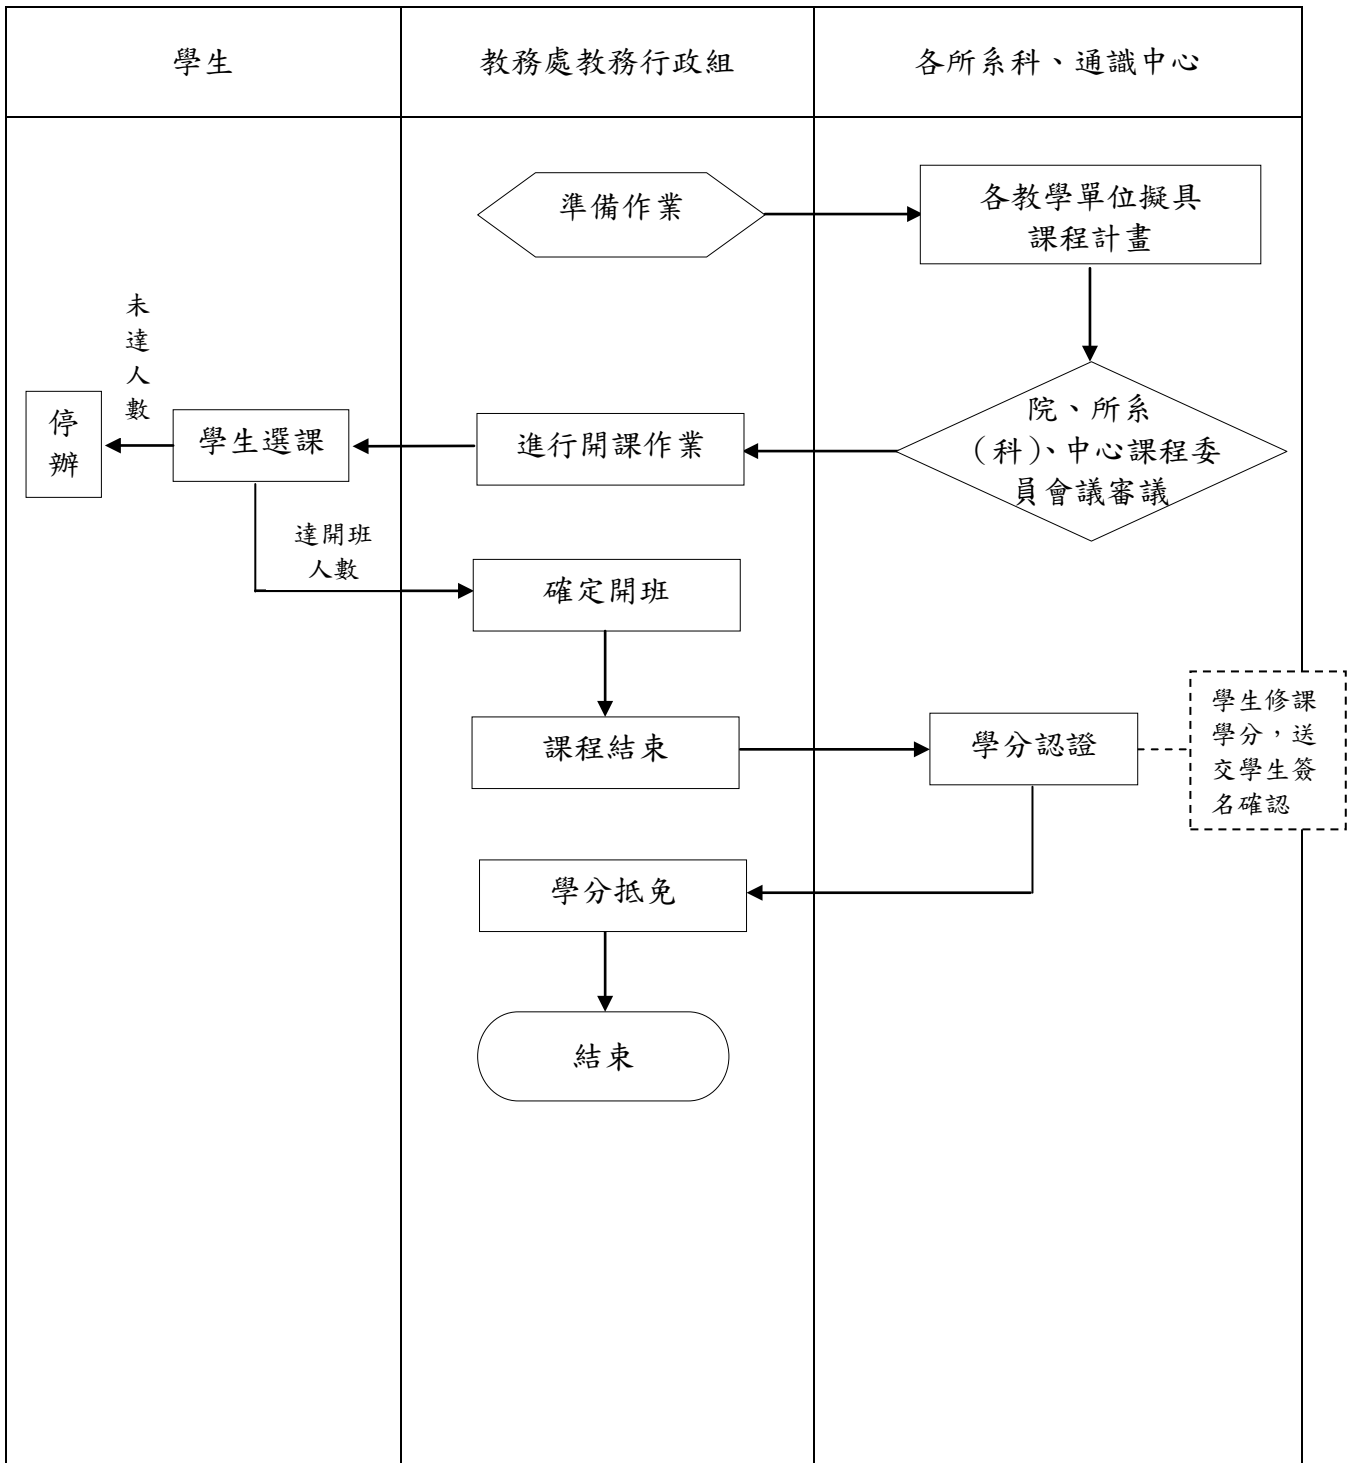 學生
教務處教務行政組
各所系科、通識中心
準備作業
各教學單位擬具
課程計畫
未
達
人
數
停
辦
學生選課
進行開課作業
院、所系
（科）、中心課程委
員會議審議
達開班
人數
確定開班
課程結束
學分認證
學生修課
學分，送
交學生簽
名確認
學分抵免
結束